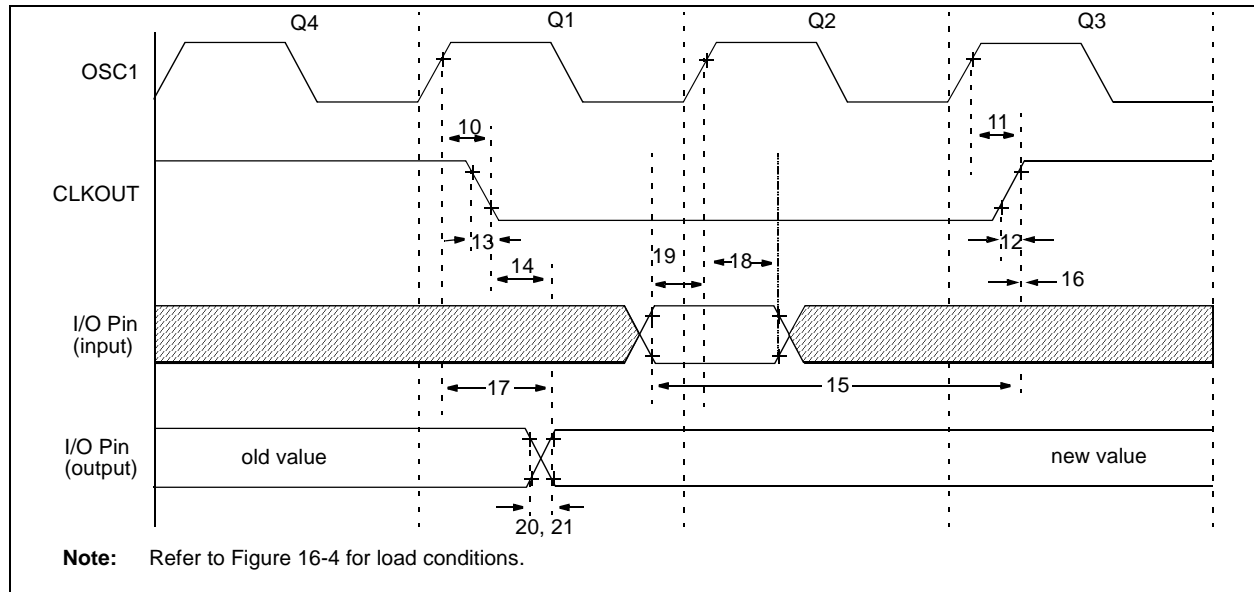 Q4 Q1 Q2 Q3
OSC1
10 11
CLKOUT
13 12
14 19 18
16
I/O Pin
(input)
17 15
I/O Pin
(output)
old value new value
20, 21
Note: Refer to Figure 16-4 for load conditions.